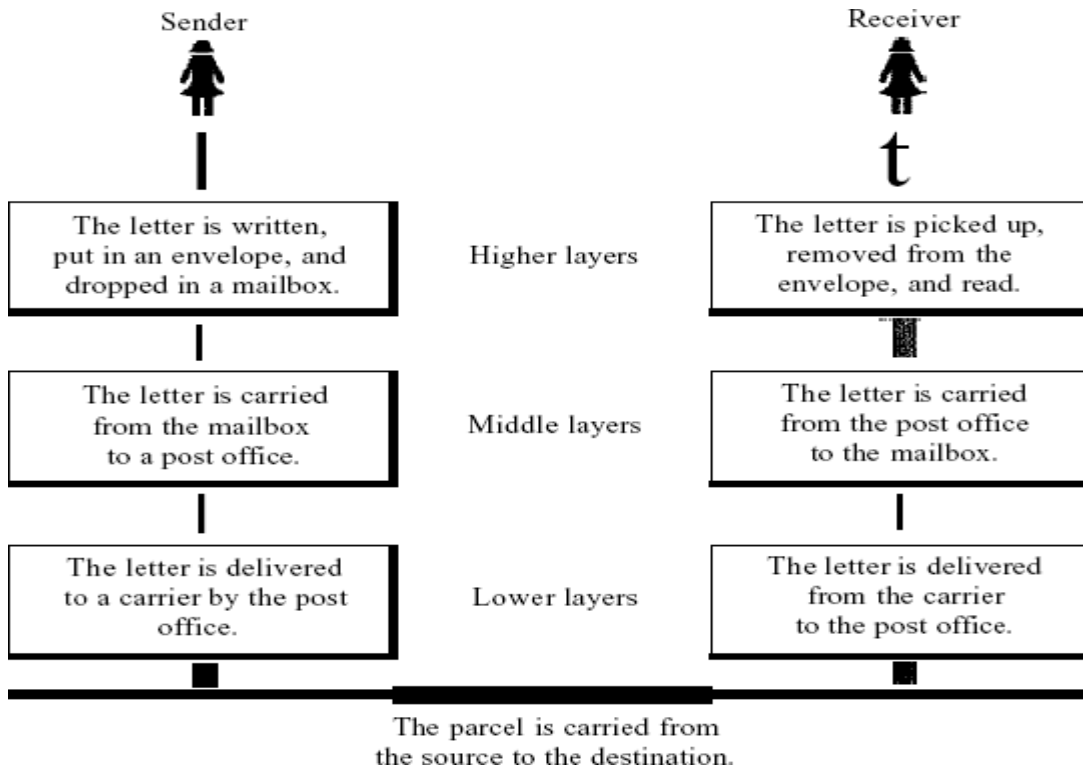 Sender
Receiver
t
The letter is written,
put in an envelope, and
dropped in a mailbox.
Higher layers
The letter is picked up,
removed from the
envelope, and read.
The letter is carried
from the mailbox
to a post office.
Middle layers
The letter is carried
from the post office
to the mailbox.
The letter is delivered
to a carrier by the post
office.
Lower layers
The letter is delivered
from the carrier
to the post office.
The parcel is carried from
the source to the destination.